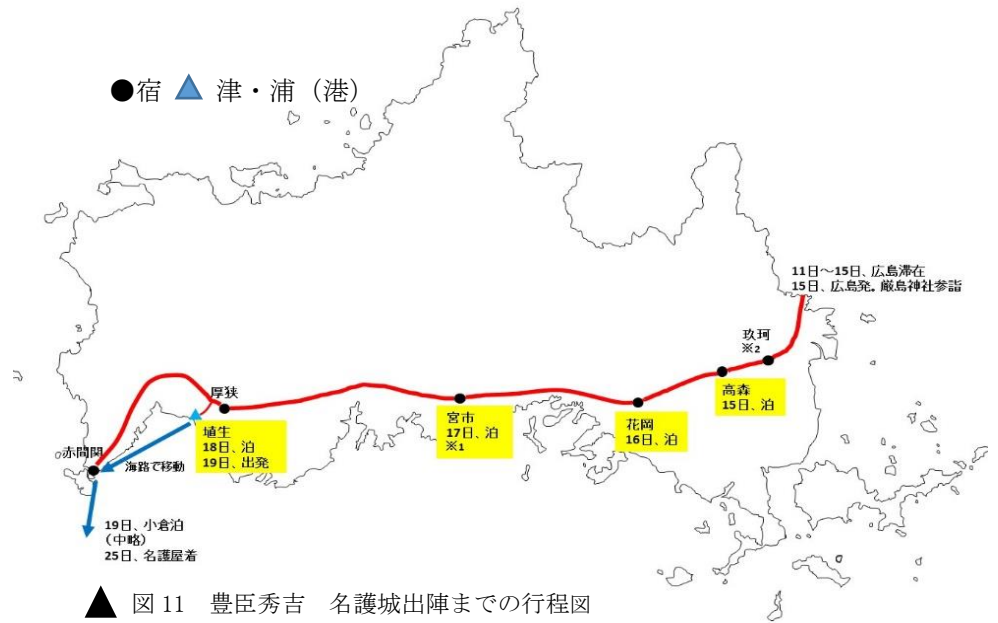 ●宿 ▲ 津・浦（港）
11日～15日、広島滞在
15日、広島発。厳島神社参詣
玖珂
※2
高森
15日、泊
花岡
16日、泊
宮市
17日、泊
※1
厚狭
埴生
18日、泊
19日、出発
赤間関
海路で移動
19日、小倉泊
（中略）
25日、名護屋着
▲ 図 11 豊臣秀吉 名護城出陣までの行程図